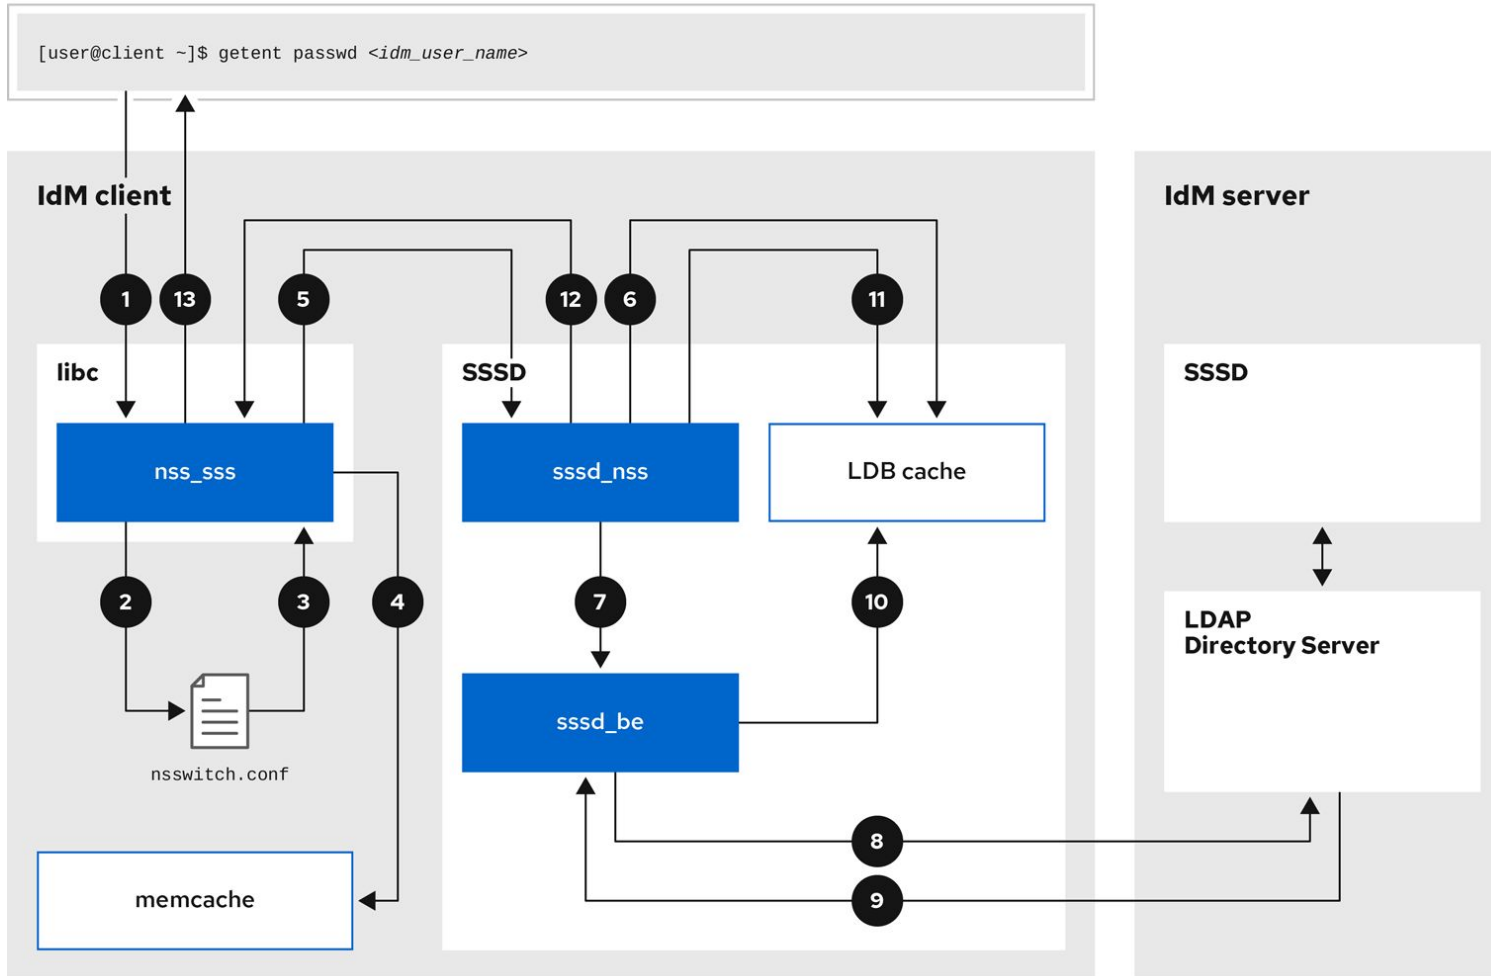 [user@client ~]$ getent passwd <idm_user_name>
IdM client
IdM server
1
13
5
12
6
11
libc
SSSD
SSSD
nss_sss
sssd_nss
LDB cache
2
3
4
7
10
LDAP
Directory Server
sssd_be
nsswitch.conf
8
memcache
9